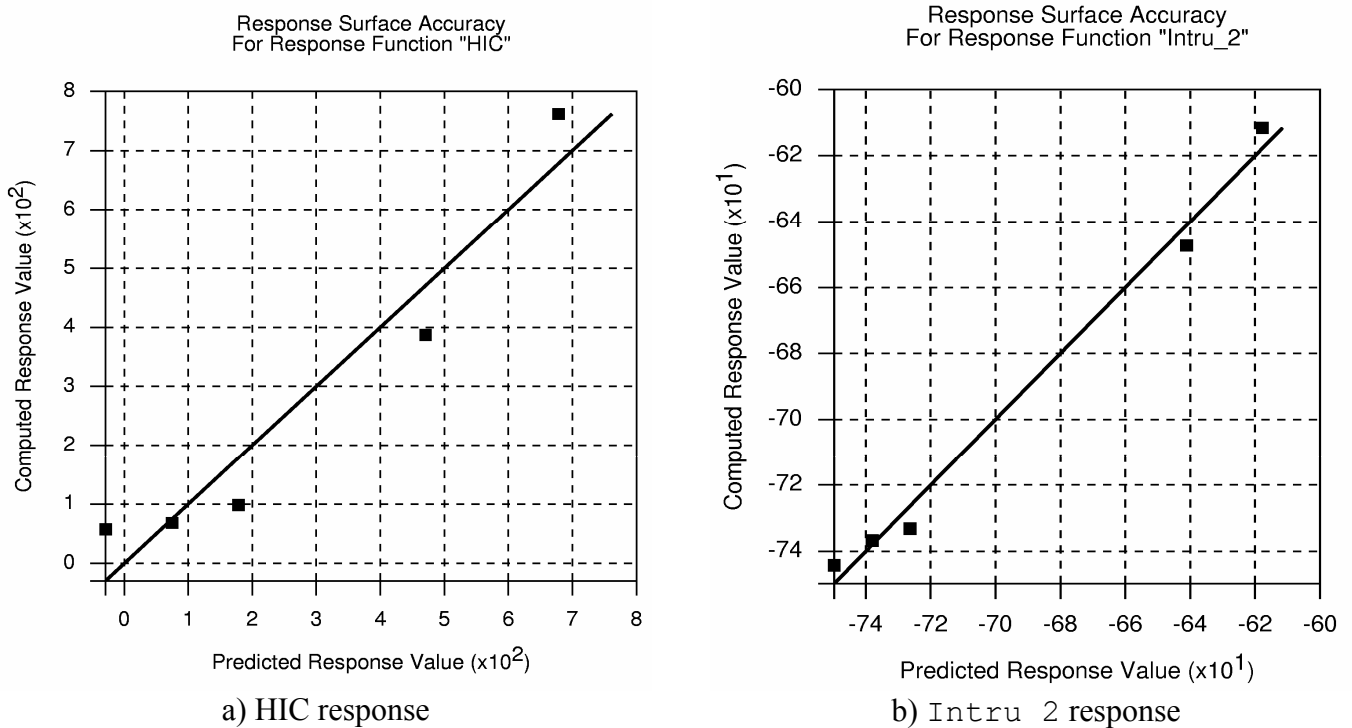 Response Surface Accuracy
For Response Function "HIC"
8
7
6
5
4
3
2
1
0
Computed Response Value (x10²)
0 1 2 3 4 5 6 7 8
Predicted Response Value (x10²)
a) HIC response
Response Surface Accuracy
For Response Function "Intru_2"
-60
-62
-64
-66
-68
-70
-72
-74
Computed Response Value (x10¹)
-74 -72 -70 -68 -66 -64 -62 -60
Predicted Response Value (x10¹)
b) Intru 2 response